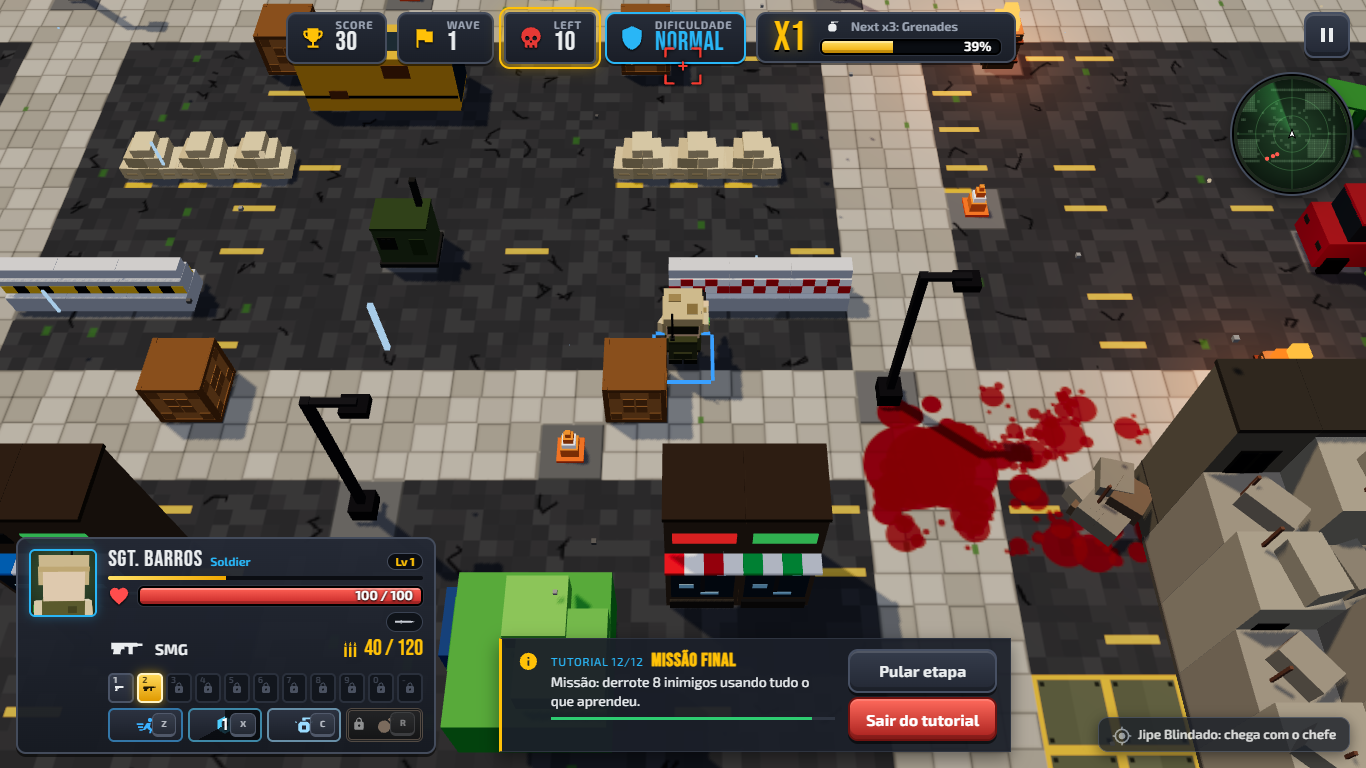 SCORE
30
WAVE
1
LEFT
10
DIFICULDADE
NORMAL
X1
Next x3: Grenades
39%
SGT. BARROS Soldier
Lv 1
100 / 100
SMG
40 / 120
1 2 3 4 5 6 7 8 9 0
Z X C R
TUTORIAL 12/12 MISSÃO FINAL
Missão: derrote 8 inimigos usando tudo o
que aprendeu.
Pular etapa
Sair do tutorial
Jipe Blindado: chega com o chefe